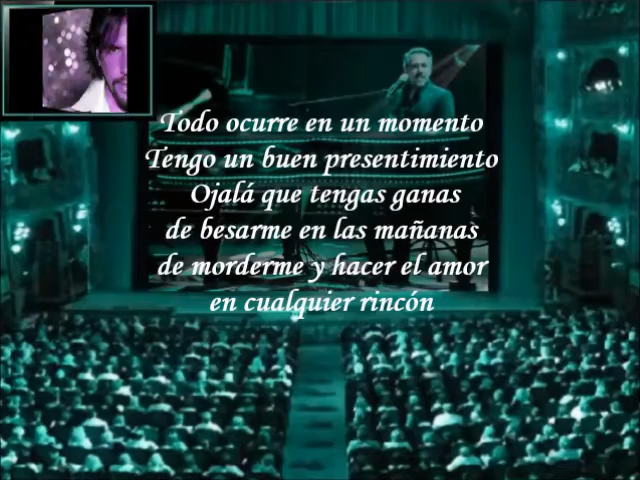 Todo ocurre en un momento
Tengo un buen presentimiento
Ojalá que tengas ganas
de besarme en las mañanas
de morderme y hacer el amor
en cualquier rincón